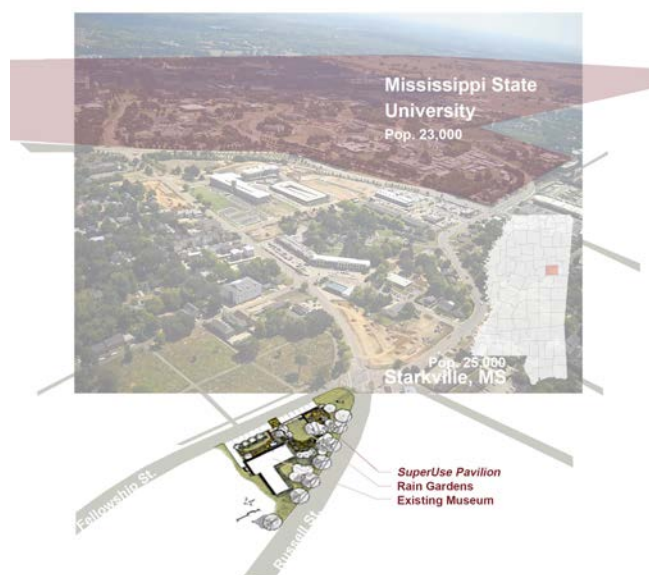 Mississippi State
University
Pop. 23,000
Pop. 25,000
Starkville, MS
SuperUse Pavilion
Rain Gardens
Existing Museum
Fellowship St.
Russell St.